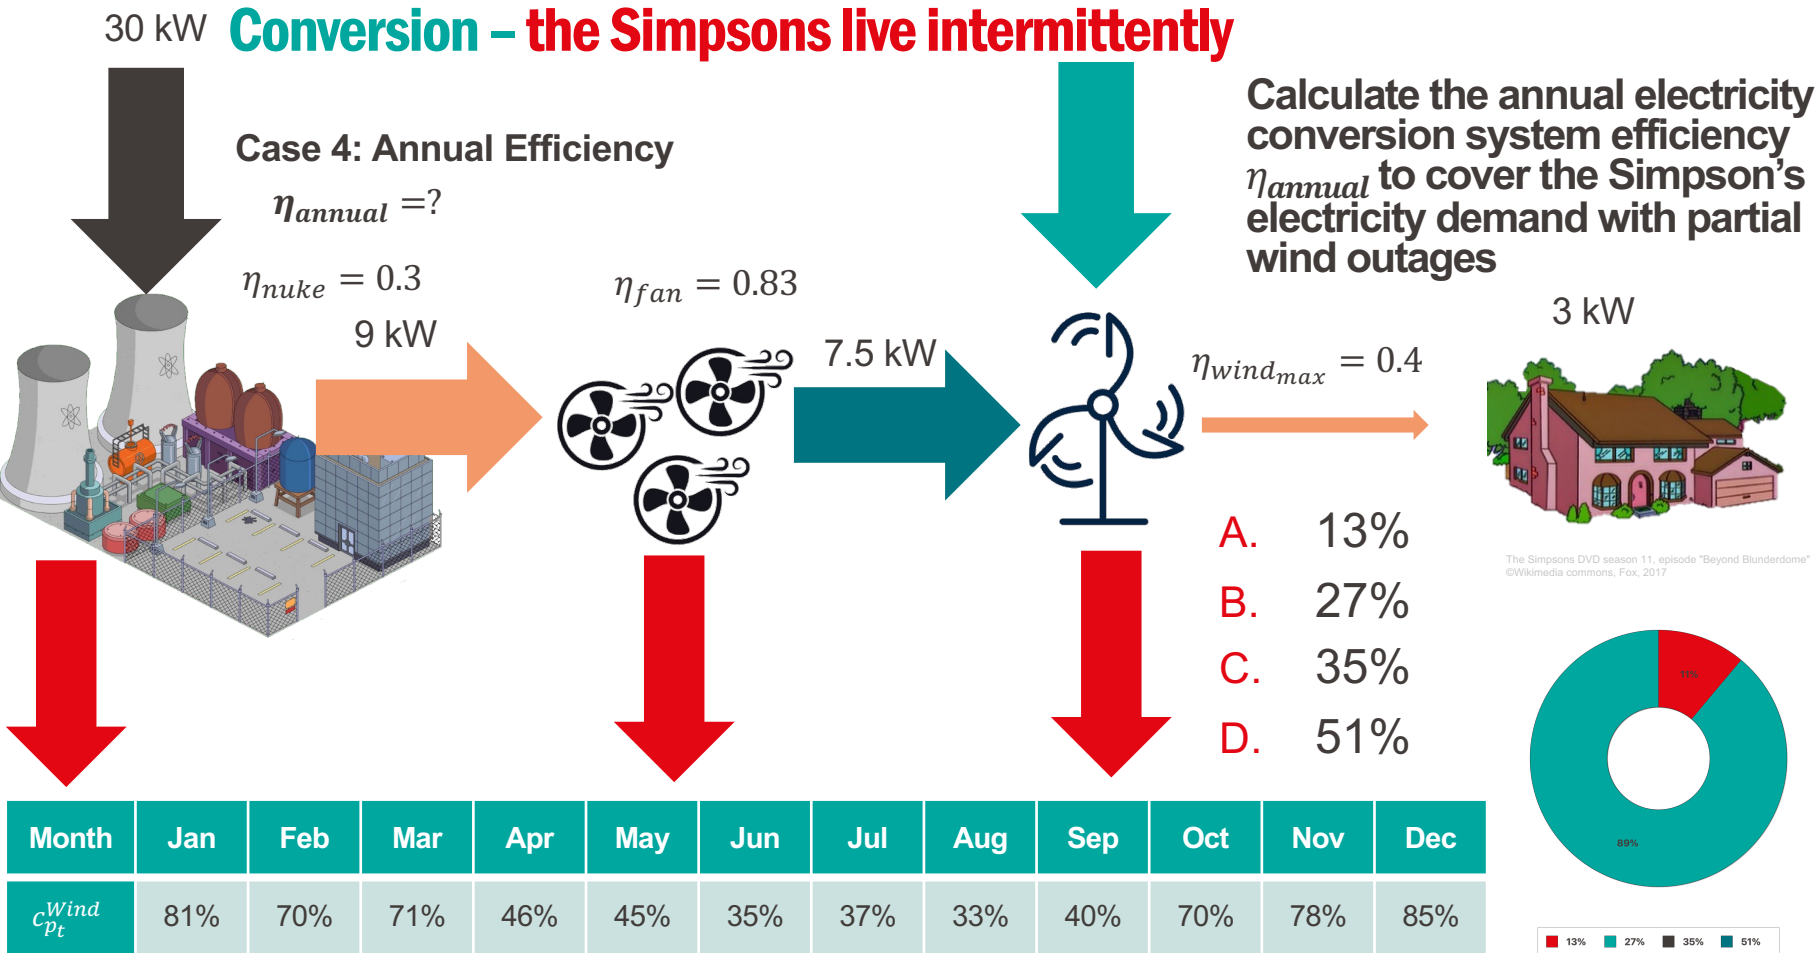 30 kW
Conversion – the Simpsons live intermittently
Calculate the annual electricity
conversion system efficiency
η_annual to cover the Simpson's
electricity demand with partial
wind outages
Case 4: Annual Efficiency
η_annual =?
η_nuke = 0.3
9 kW
η_fan = 0.83
7.5 kW
η_wind_max = 0.4
3 kW
A. 13%
B. 27%
C. 35%
D. 51%
The Simpsons DVD season 11, episode "Beyond Blunderdome"
©Wikimedia commons, Fox, 2017
11%
89%
13% 27% 35% 51%
Month Jan Feb Mar Apr May Jun Jul Aug Sep Oct Nov Dec
c_p_t^Wind 81% 70% 71% 46% 45% 35% 37% 33% 40% 70% 78% 85%